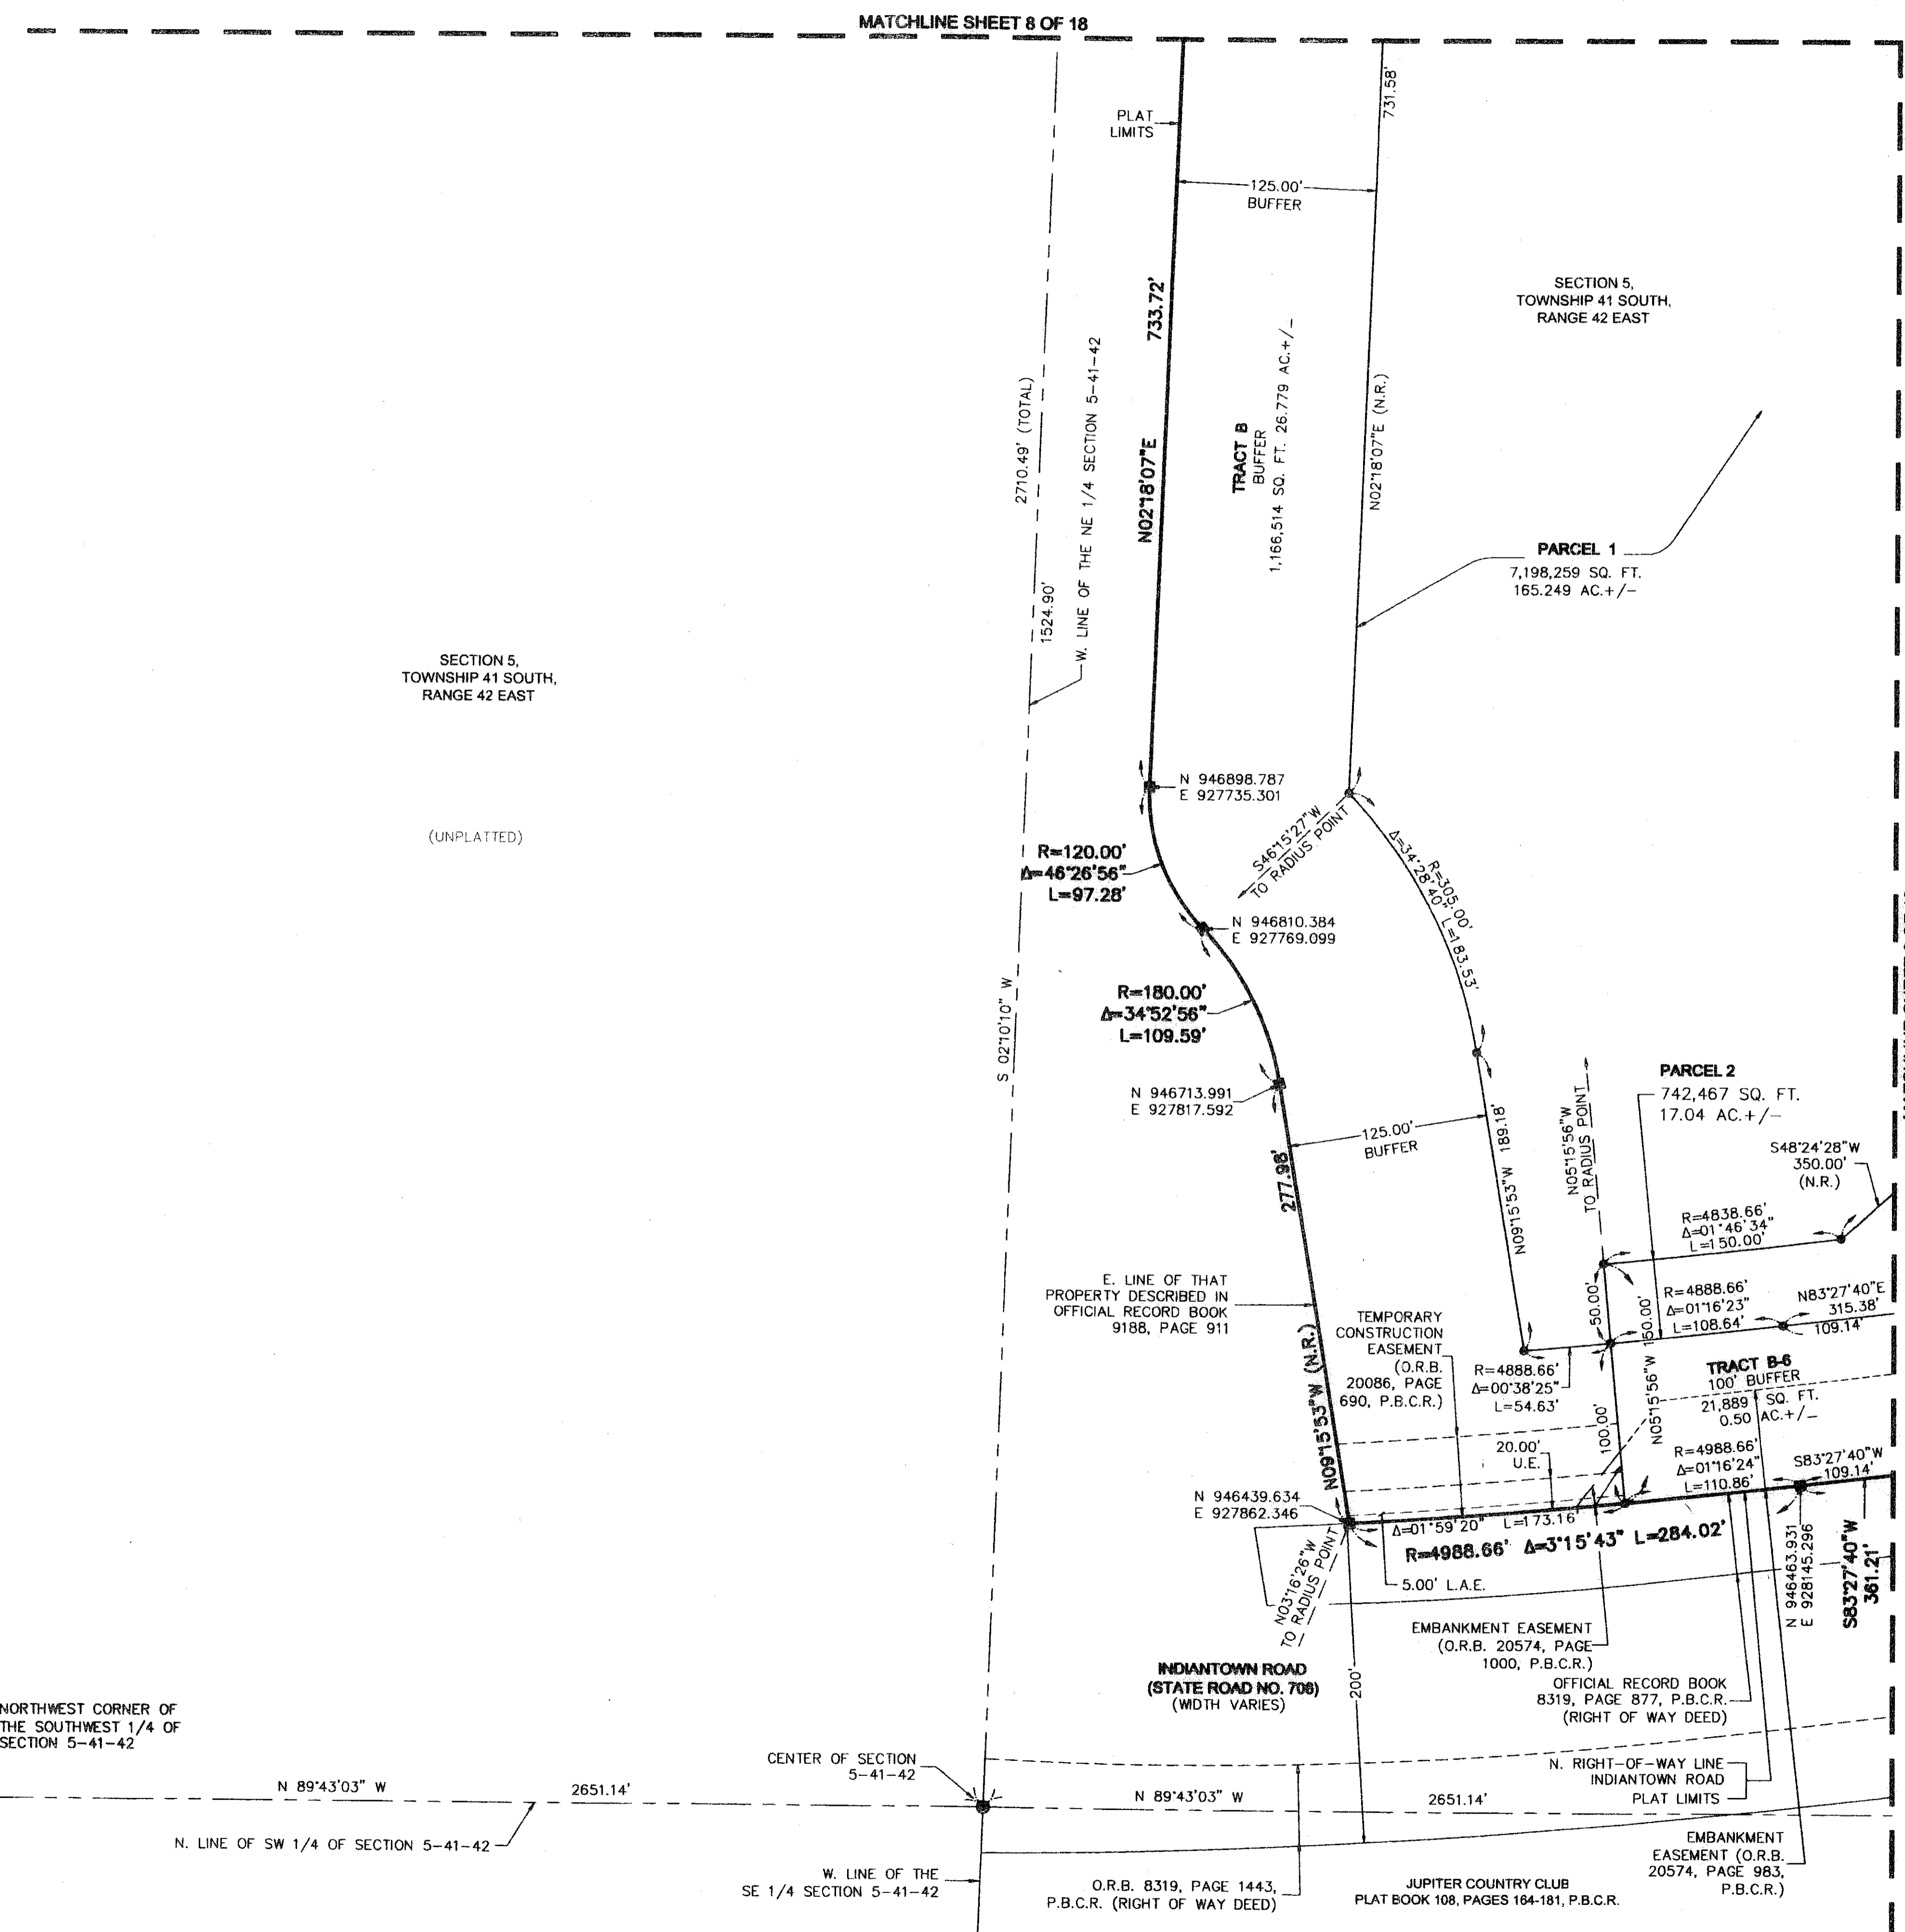 MATCHLINE SHEET 8 OF 18
PLAT
LIMITS
731.58'
125.00'
BUFFER
733.72'
N02°18'07"E
TRACT B
BUFFER
1,166,514 SQ. FT. 26.779 AC.+/-
N02°18'07"E (N.R.)
SECTION 5,
TOWNSHIP 41 SOUTH,
RANGE 42 EAST
2710.49' (TOTAL)
1524.90'
W. LINE OF THE NE 1/4 SECTION 5-41-42
PARCEL 1
7,198,259 SQ. FT.
165.249 AC.+/-
SECTION 5,
TOWNSHIP 41 SOUTH,
RANGE 42 EAST
(UNPLATTED)
N 946898.787
E 927735.301
S46°15'27"W
TO RADIUS POINT
R=120.00'
Δ=46°26'56"
L=97.28'
R=305.00'
Δ=34°28'40" L=183.53'
N 946810.384
E 927769.099
R=180.00'
Δ=34°52'56"
L=109.59'
S 02°10'10" W
N 946713.991
E 927817.592
125.00'
BUFFER
N09°15'53"W 189.18'
N05°15'56"W
TO RADIUS POINT
PARCEL 2
742,467 SQ. FT.
17.04 AC.+/-
S48°24'28"W
350.00'
(N.R.)
R=4838.66'
Δ=01°46'34"
L=150.00'
277.98'
N09°15'53"W (N.R.)
E. LINE OF THAT
PROPERTY DESCRIBED IN
OFFICIAL RECORD BOOK
9188, PAGE 911
TEMPORARY
CONSTRUCTION
EASEMENT
(O.R.B.
20086, PAGE
690, P.B.C.R.)
50.00'
R=4888.66'
Δ=01°16'23"
L=108.64'
N83°27'40"E
315.38'
109.14'
R=4888.66'
Δ=00°38'25"
L=54.63'
N05°15'56"W 150.00'
100.00'
TRACT B-6
100' BUFFER
21,889 SQ. FT.
0.50 AC.+/-
20.00'
U.E.
R=4988.66'
Δ=01°16'24"
L=110.86'
S83°27'40"W
109.14'
N 946439.634
E 927862.346
Δ=01°59'20" L=173.16'
R=4988.66' Δ=3°15'43" L=284.02'
5.00' L.A.E.
N03°16'26"W
TO RADIUS POINT
N 946463.931
E 928145.296
S83°27'40"W
361.21'
EMBANKMENT EASEMENT
(O.R.B. 20574, PAGE
1000, P.B.C.R.)
INDIANTOWN ROAD
(STATE ROAD NO. 706)
(WIDTH VARIES)
200'
OFFICIAL RECORD BOOK
8319, PAGE 877, P.B.C.R.
(RIGHT OF WAY DEED)
NORTHWEST CORNER OF
THE SOUTHWEST 1/4 OF
SECTION 5-41-42
CENTER OF SECTION
5-41-42
N. RIGHT-OF-WAY LINE
INDIANTOWN ROAD
PLAT LIMITS
N 89°43'03" W 2651.14'
N 89°43'03" W 2651.14'
N. LINE OF SW 1/4 OF SECTION 5-41-42
W. LINE OF THE
SE 1/4 SECTION 5-41-42
O.R.B. 8319, PAGE 1443,
P.B.C.R. (RIGHT OF WAY DEED)
JUPITER COUNTRY CLUB
PLAT BOOK 108, PAGES 164-181, P.B.C.R.
EMBANKMENT
EASEMENT (O.R.B.
20574, PAGE 983,
P.B.C.R.)